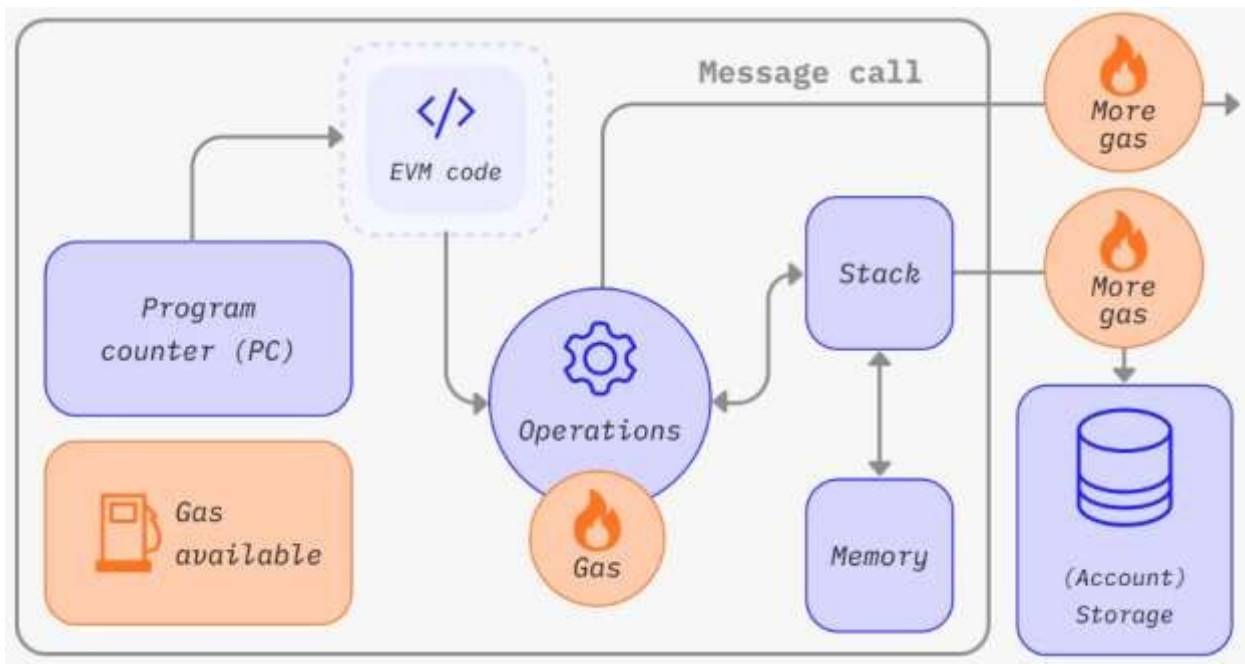 Message call
More
gas
</>
EVM code
Program
counter (PC)
Stack
More
gas
Operations
Gas
available
Gas
Memory
(Account)
Storage